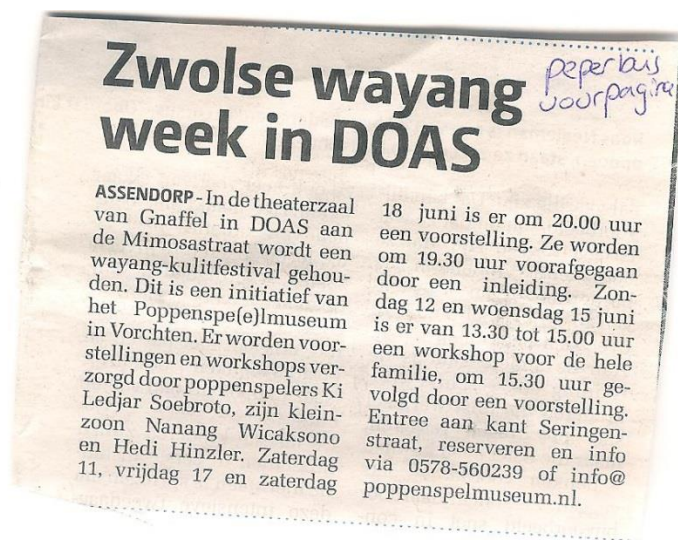 Zwolse wayang
week in DOAS
peperbus
voorpagina
ASSENDORP - In de theaterzaal
van Gnaffel in DOAS aan
de Mimosastraat wordt een
wayang-kulitfestival gehou-
den. Dit is een initiatief van
het Poppenspe(e)lmuseum
in Vorchten. Er worden voor-
stellingen en workshops ver-
zorgd door poppenspelers Ki
Ledjar Soebroto, zijn klein-
zoon Nanang Wicaksono
en Hedi Hinzler. Zaterdag
11, vrijdag 17 en zaterdag
18 juni is er om 20.00 uur
een voorstelling. Ze worden
om 19.30 uur voorafgegaan
door een inleiding. Zon-
dag 12 en woensdag 15 juni
is er van 13.30 tot 15.00 uur
een workshop voor de hele
familie, om 15.30 uur ge-
volgd door een voorstelling.
Entree aan kant Seringen-
straat, reserveren en info
via 0578-560239 of info@
poppenspelmuseum.nl.